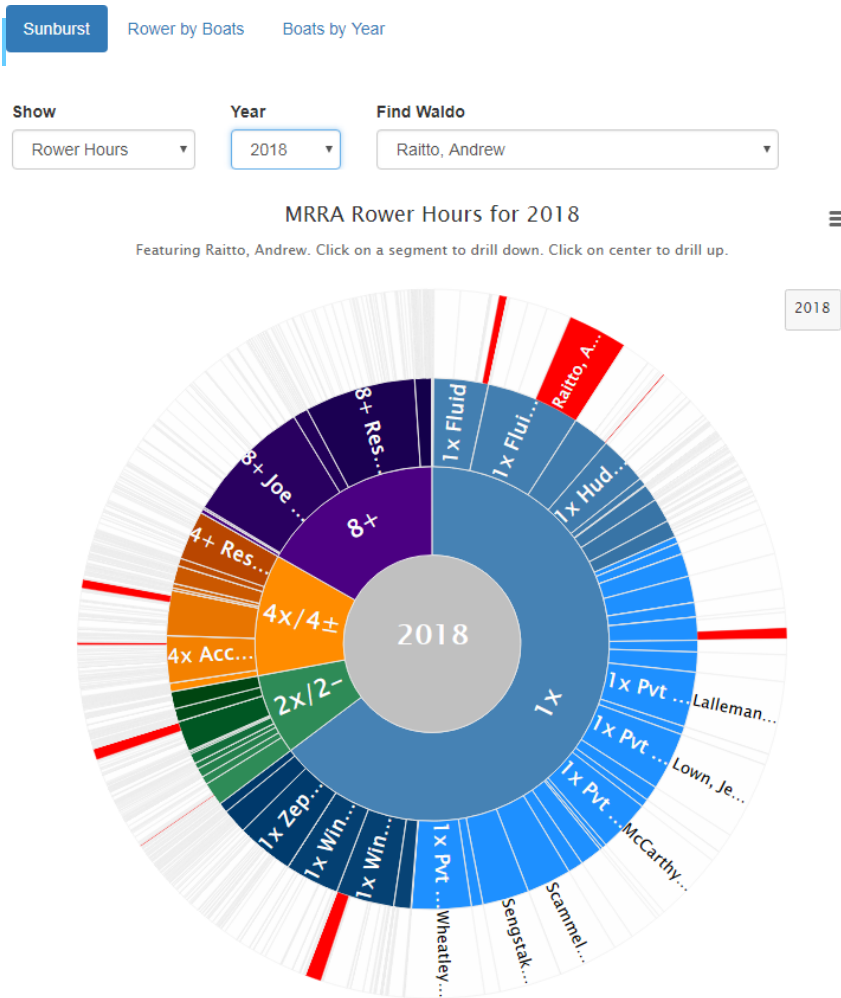 Sunburst Rower by Boats Boats by Year
Show Year Find Waldo
Rower Hours 2018 Raitto, Andrew
MRRA Rower Hours for 2018
Featuring Raitto, Andrew. Click on a segment to drill down. Click on center to drill up.
2018
2018
1x
2x/2−
4x/4±
8+
1x Fluid
1x Flui...
Raitto, A...
1x Hud...
1x Pvt ...
Lalleman...
1x Pvt ...
Lown, Je...
1x Pvt ...
McCarthy...
Scammel...
Sengstak...
1x Pvt ...
Wheatley...
1x Win...
1x Win...
1x Zep...
4x Acc...
4+ Res...
8+ Joe ...
8+ Res...